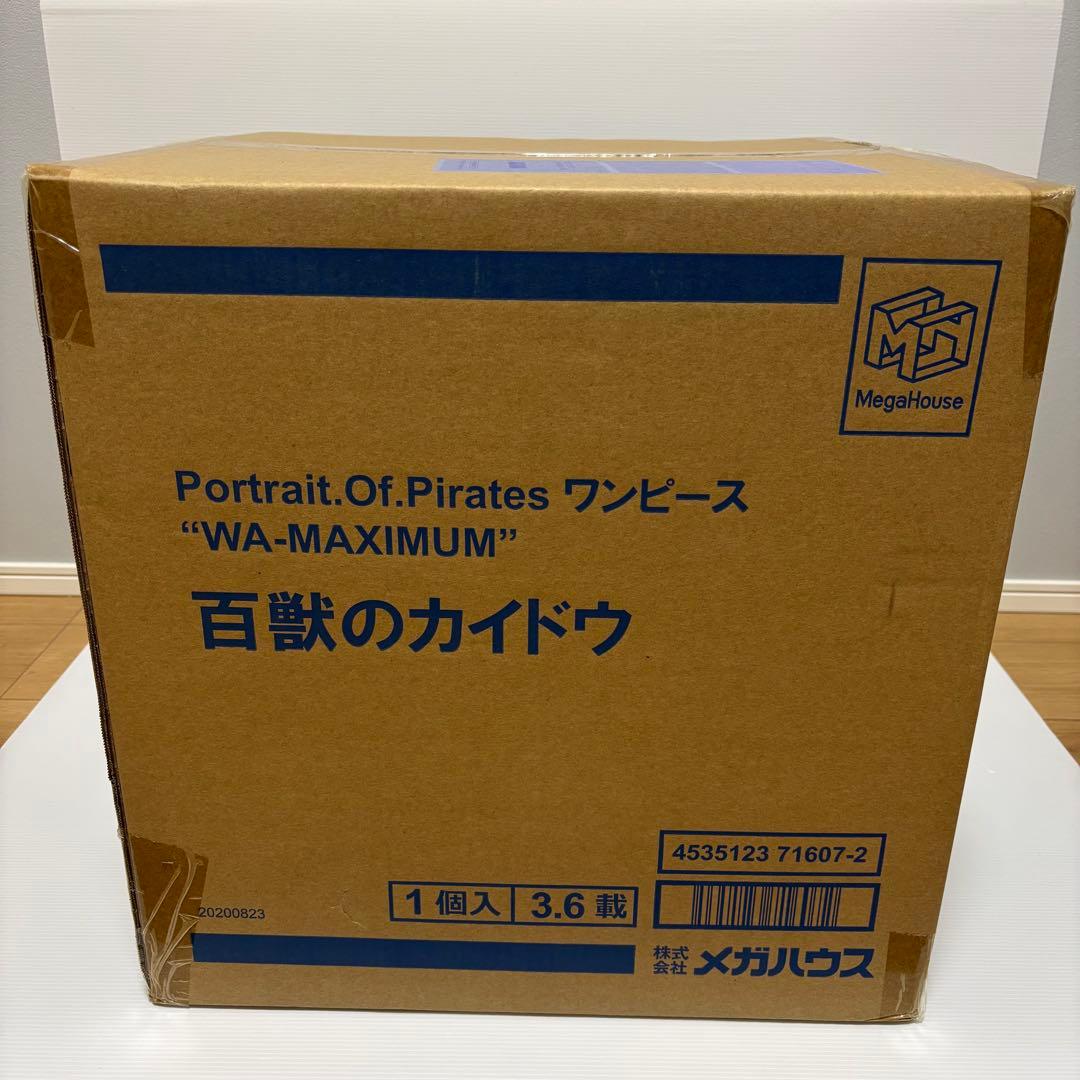 MegaHouse
Portrait.Of.Pirates ワンピース
“WA-MAXIMUM”
百獣のカイドウ
4535123 71607-2
20200823
1 個入 3.6 載
株式会社 メガハウス